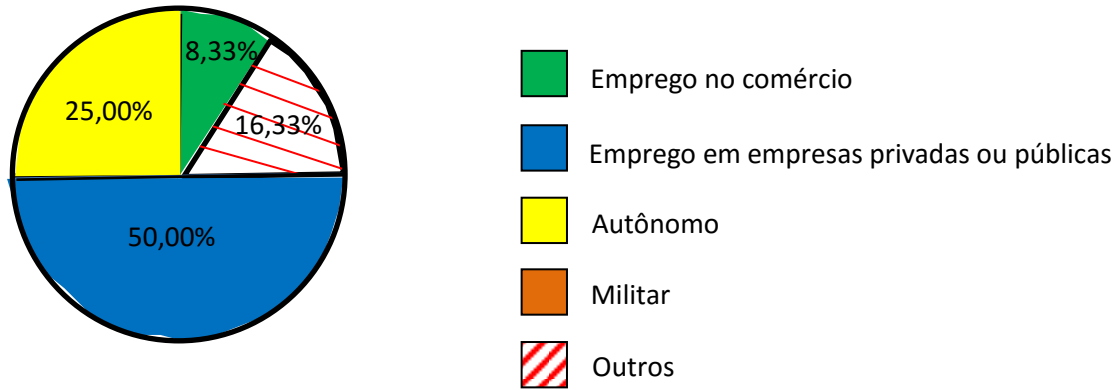 8,33%
25,00%
16,33%
50,00%
Emprego no comércio
Emprego em empresas privadas ou públicas
Autônomo
Militar
Outros